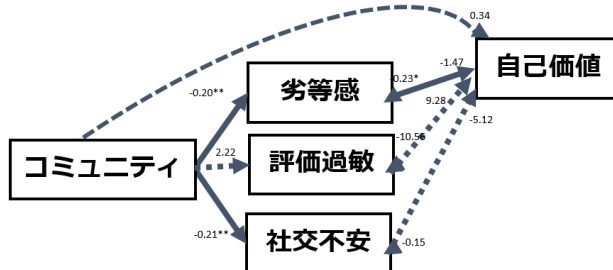 0.34
自己価値
-1.47
-0.23*
劣等感
-0.20**
9.28
-5.12
コミュニティ
2.22
評価過敏
-10.56
-0.21**
社交不安
-0.15